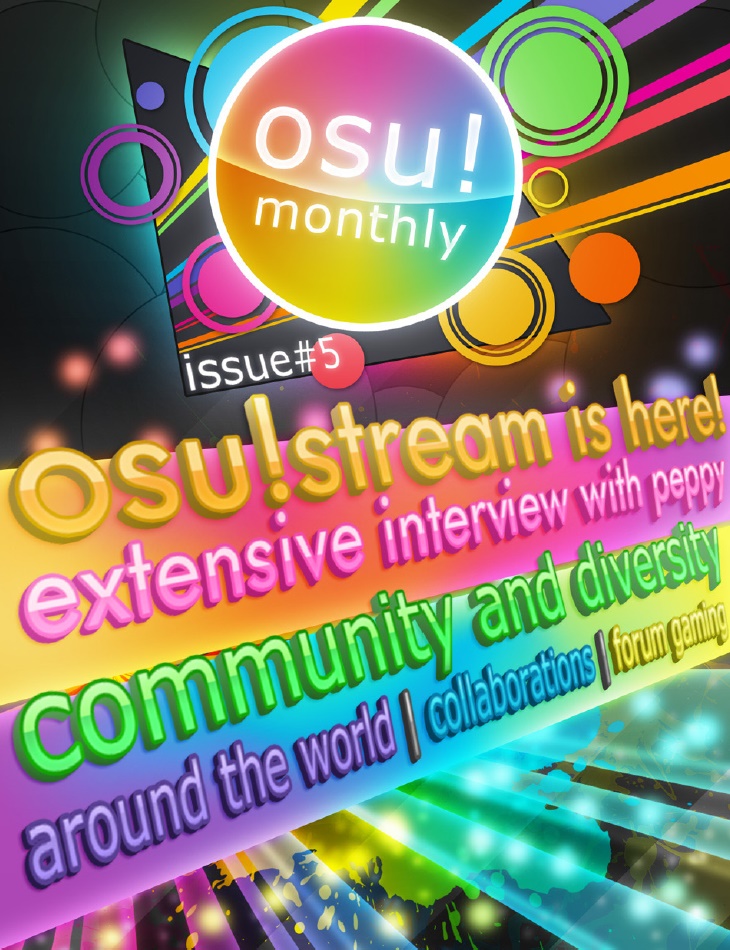 osu!
monthly
issue#5
osu!stream is here!
extensive interview with peppy
community and diversity
around the world | collaborations | forum gaming